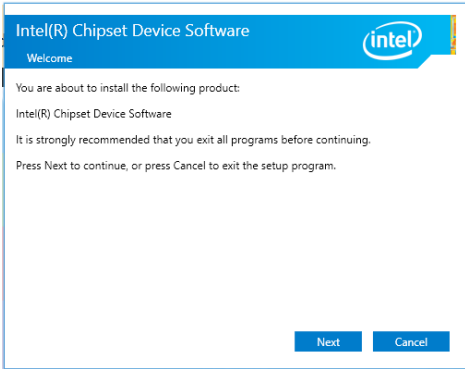 Intel(R) Chipset Device Software
intel
Welcome
You are about to install the following product:
Intel(R) Chipset Device Software
It is strongly recommended that you exit all programs before continuing.
Press Next to continue, or press Cancel to exit the setup program.
Next
Cancel